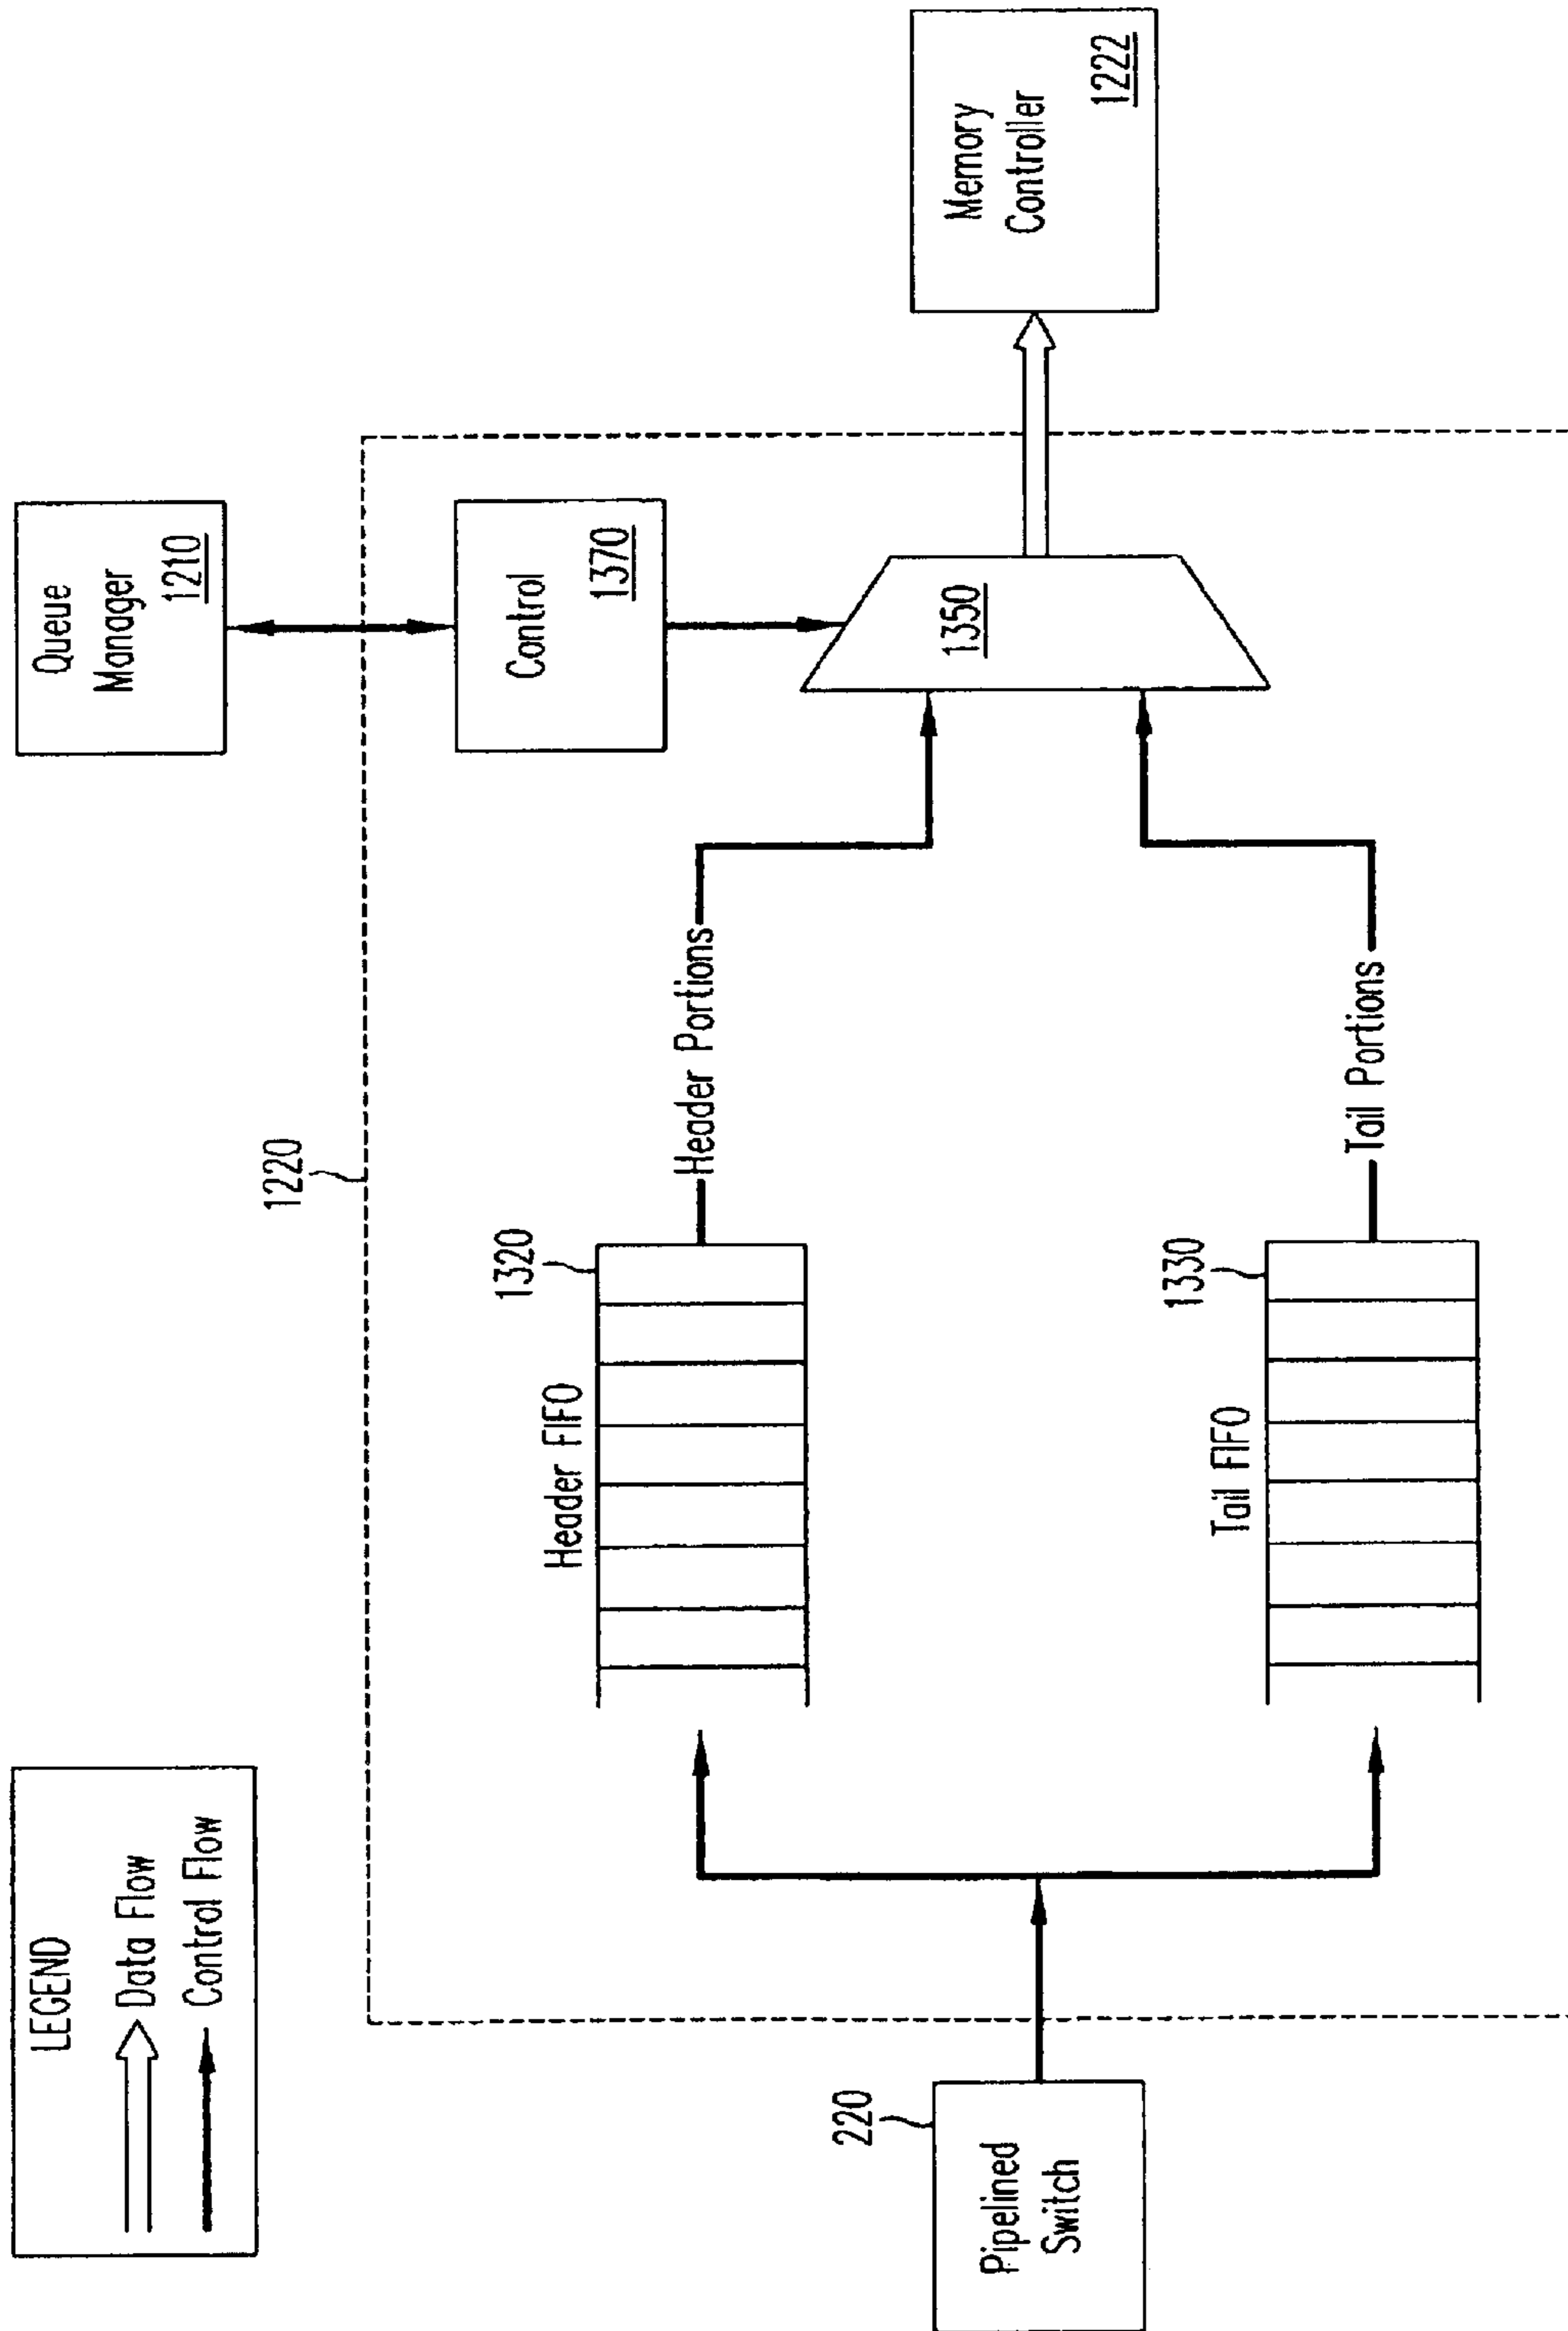 LEGEND
Data Flow
Control Flow
Queue
Manager
1210
1220
Control
1370
Header FIFO
1320
Header Portions
220
Pipelined
Switch
1350
Memory
Controller
1222
Tail FIFO
1330
Tail Portions